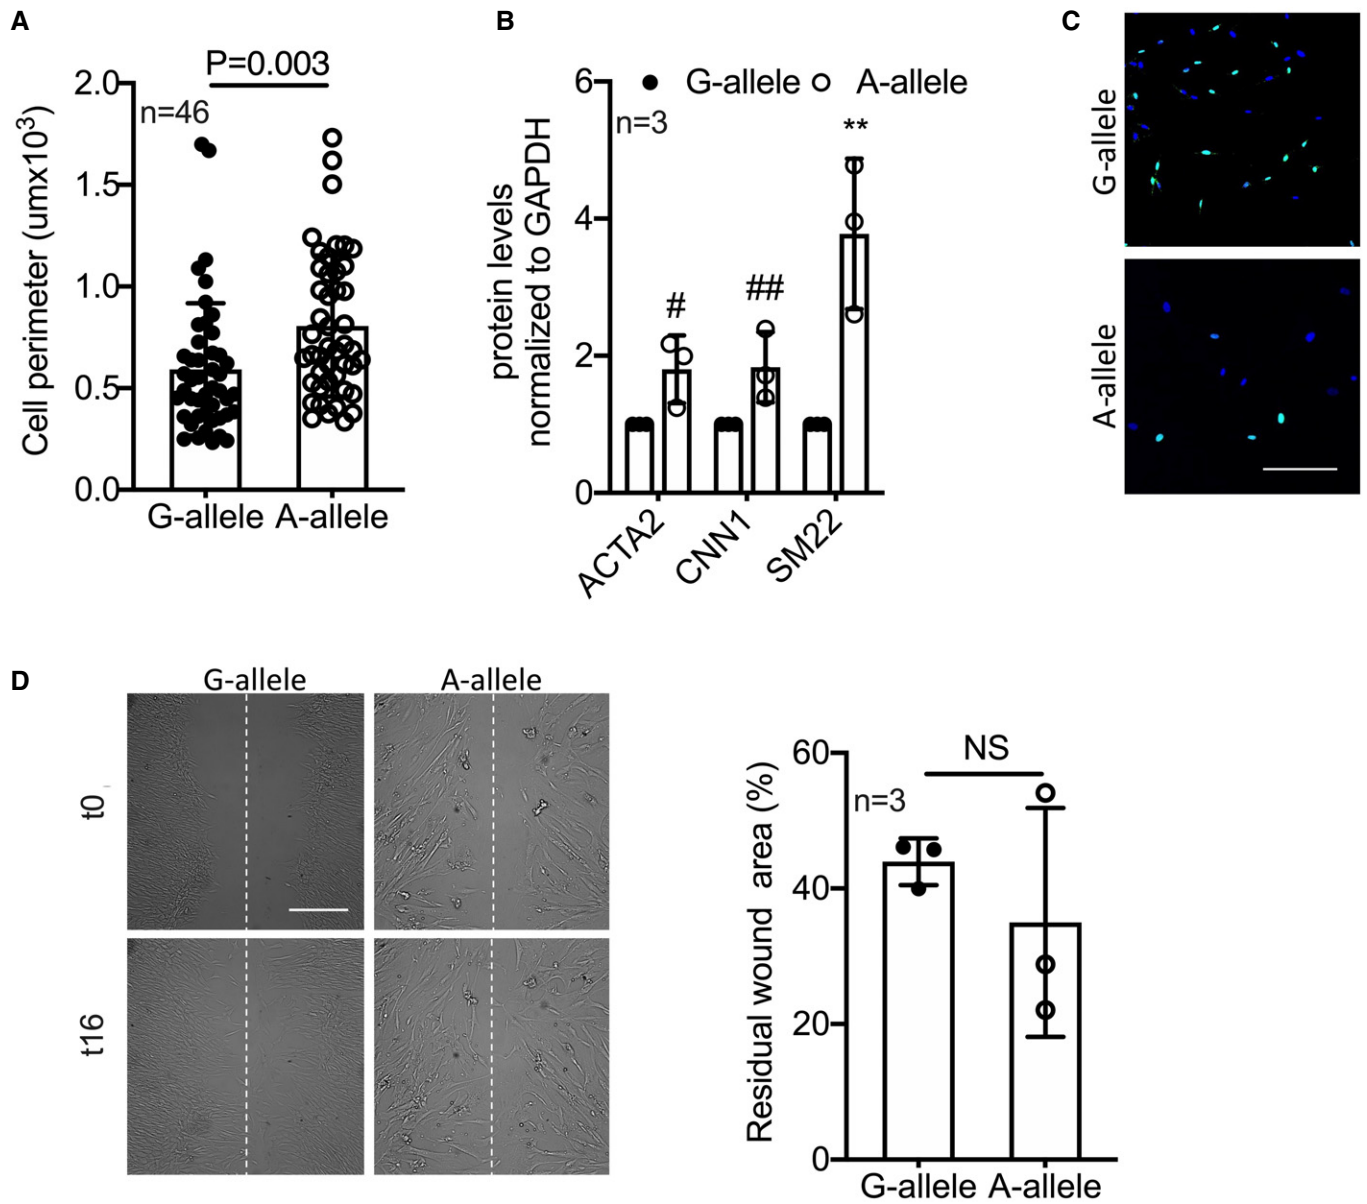 A
P=0.003
n=46
Cell perimeter (umx10³)
2.0
1.5
1.0
0.5
0.0
G-allele A-allele
B
G-allele A-allele
n=3
protein levels
normalized to GAPDH
6
4
2
0
#
##
**
ACTA2
CNN1
SM22
C
G-allele
A-allele
D
G-allele
A-allele
t0
t16
NS
n=3
Residual wound area (%)
60
40
20
0
G-allele A-allele